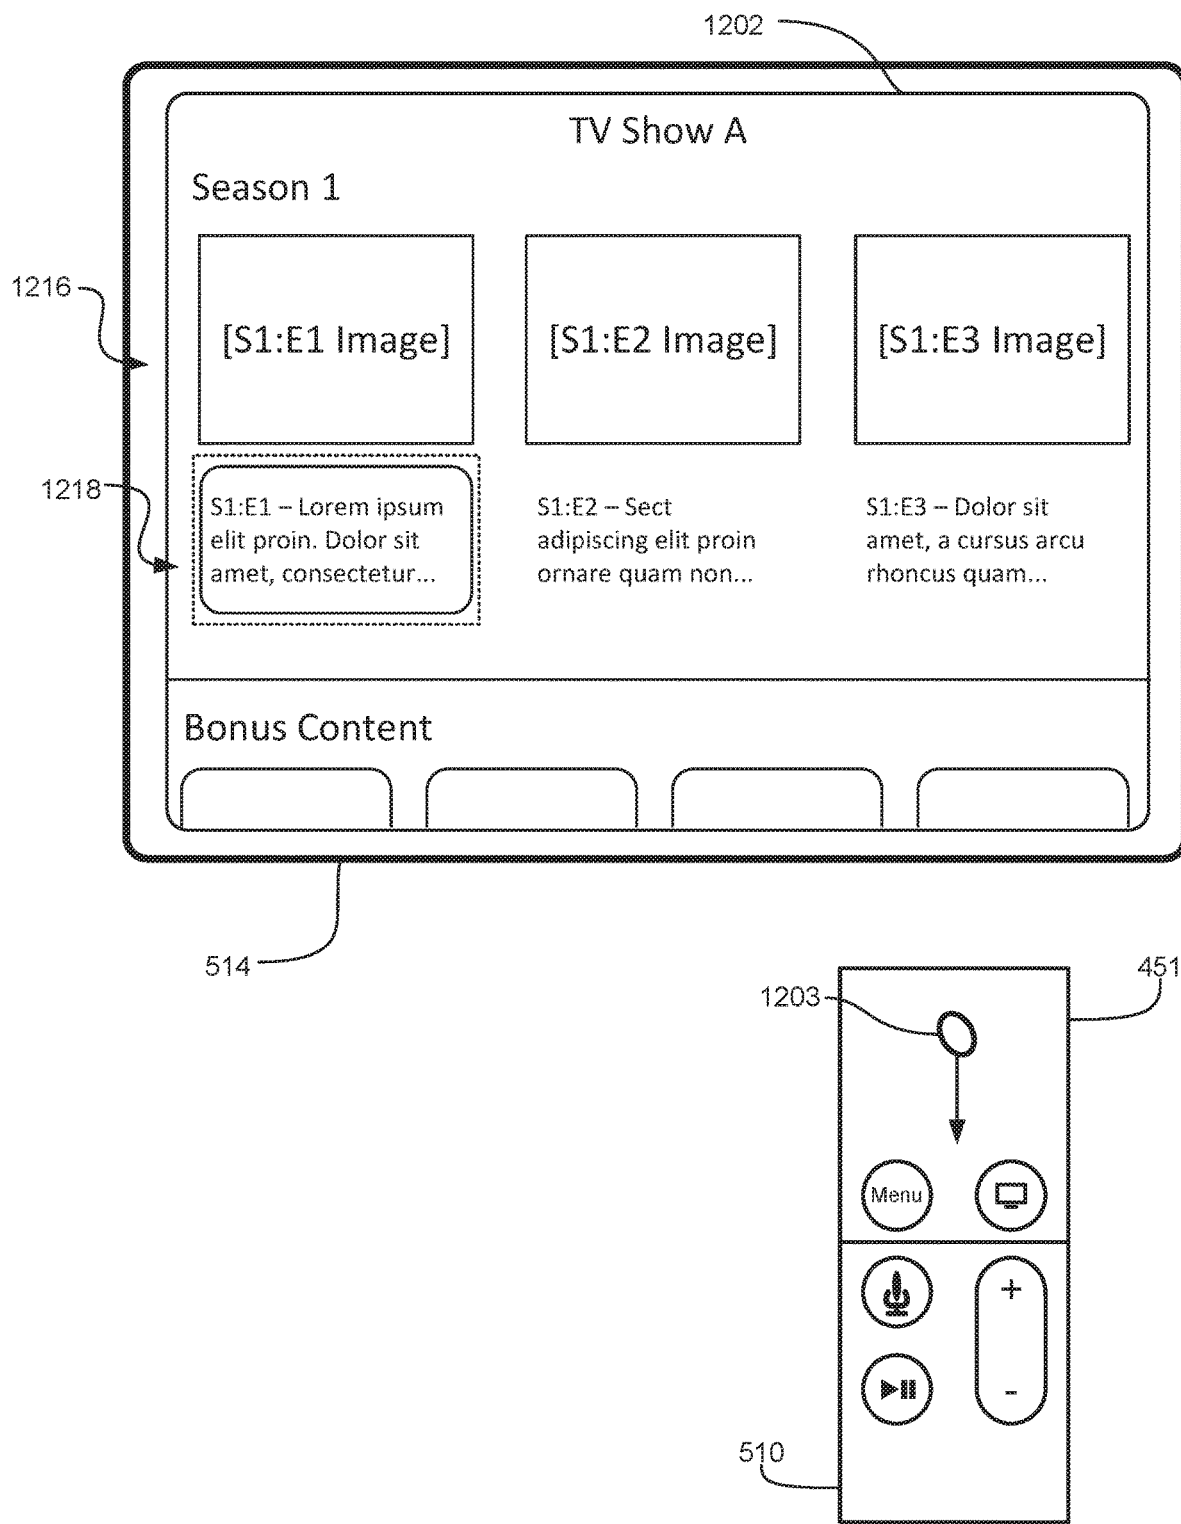 1202
TV Show A
Season 1
1216
[S1:E1 Image]
[S1:E2 Image]
[S1:E3 Image]
1218
S1:E1 – Lorem ipsum
elit proin. Dolor sit
amet, consectetur...
S1:E2 – Sect
adipiscing elit proin
ornare quam non...
S1:E3 – Dolor sit
amet, a cursus arcu
rhoncus quam...
Bonus Content
514
451
1203
Menu
+
-
510